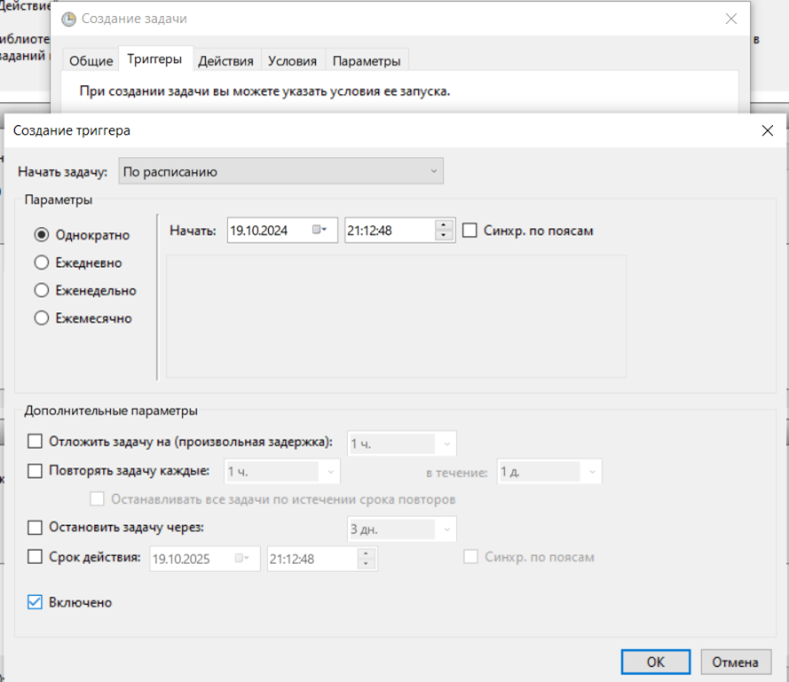 Создание задачи
Общие Триггеры Действия Условия Параметры
При создании задачи вы можете указать условия ее запуска.
Создание триггера
Начать задачу: По расписанию
Параметры
Однократно
Ежедневно
Еженедельно
Ежемесячно
Начать: 19.10.2024 21:12:48 Синхр. по поясам
Дополнительные параметры
Отложить задачу на (произвольная задержка): 1 ч.
Повторять задачу каждые: 1 ч. в течение: 1 д.
Останавливать все задачи по истечении срока повторов
Остановить задачу через: 3 дн.
Срок действия: 19.10.2025 21:12:48 Синхр. по поясам
Включено
ОК Отмена